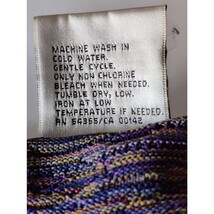 MACHINE WASH IN
COLD WATER.
GENTLE CYCLE.
ONLY NON CHLORINE
BLEACH WHEN NEEDED.
TUMBLE DRY, LOW.
IRON AT LOW
TEMPERATURE IF NEEDED.
RN 56365/CA 00142